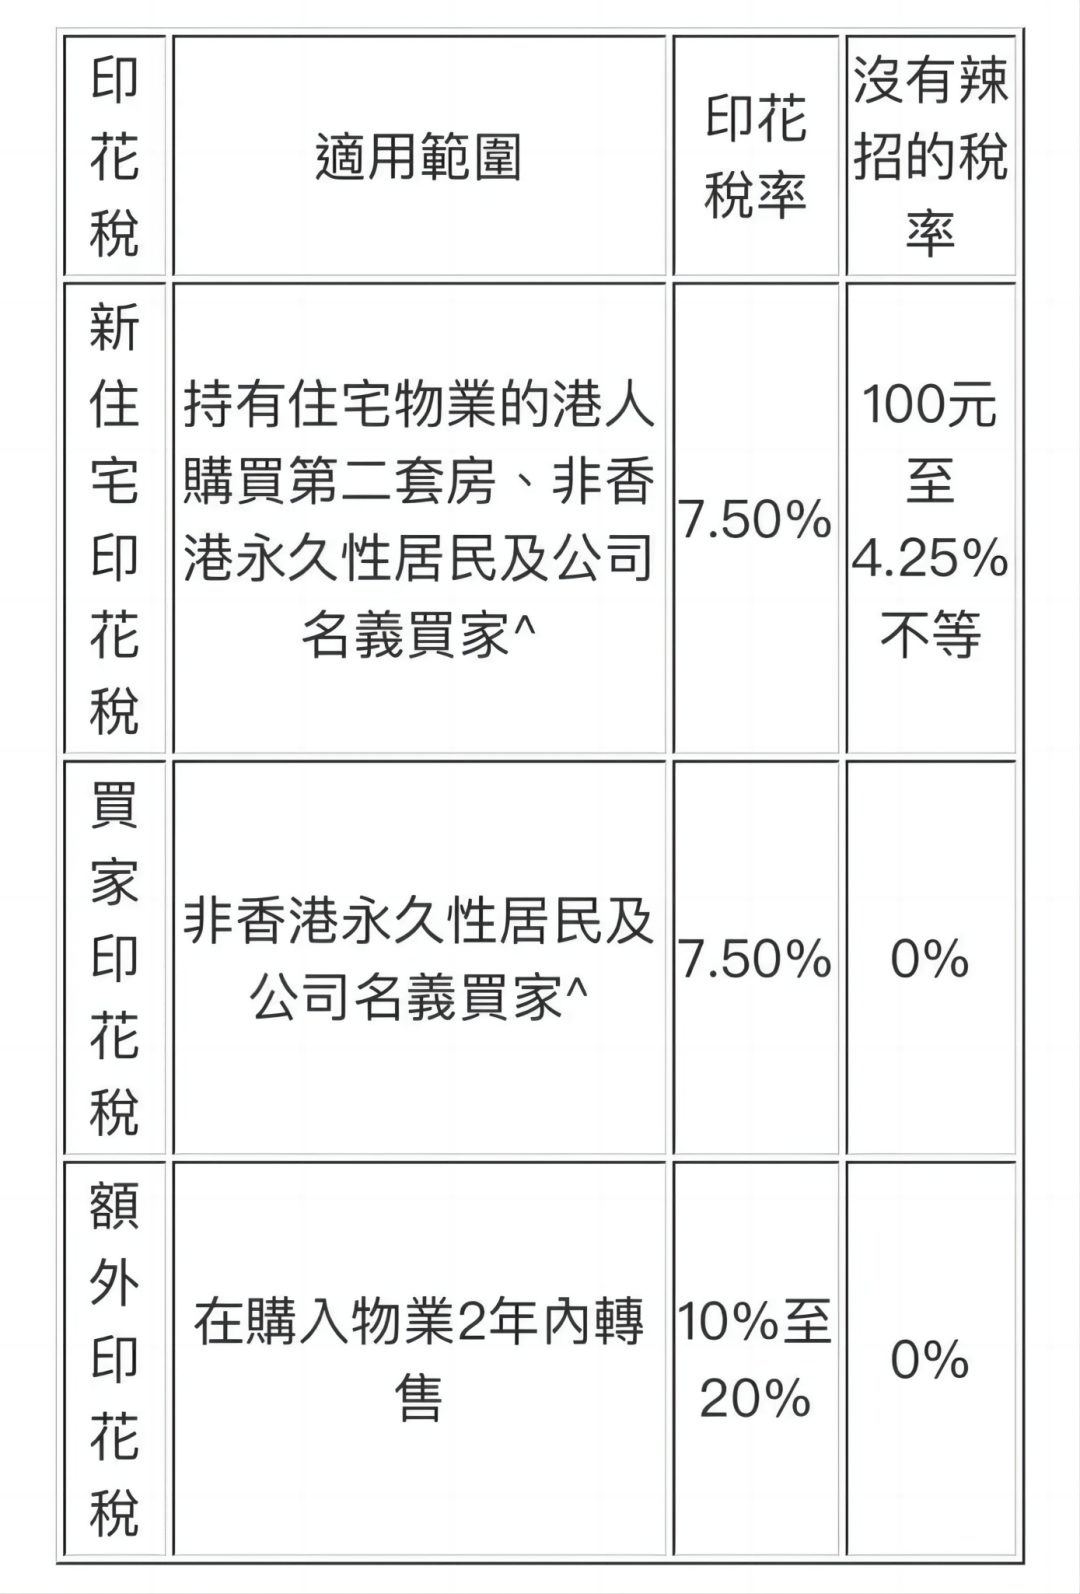 印
花
稅
適用範圍
印花
稅率
沒有辣
招的稅
率
新
住
宅
印
花
稅
持有住宅物業的港人
購買第二套房、非香
港永久性居民及公司
名義買家^
7.50%
100元
至
4.25%
不等
買
家
印
花
稅
非香港永久性居民及
公司名義買家^
7.50%
0%
額
外
印
花
稅
在購入物業2年內轉
售
10%至
20%
0%